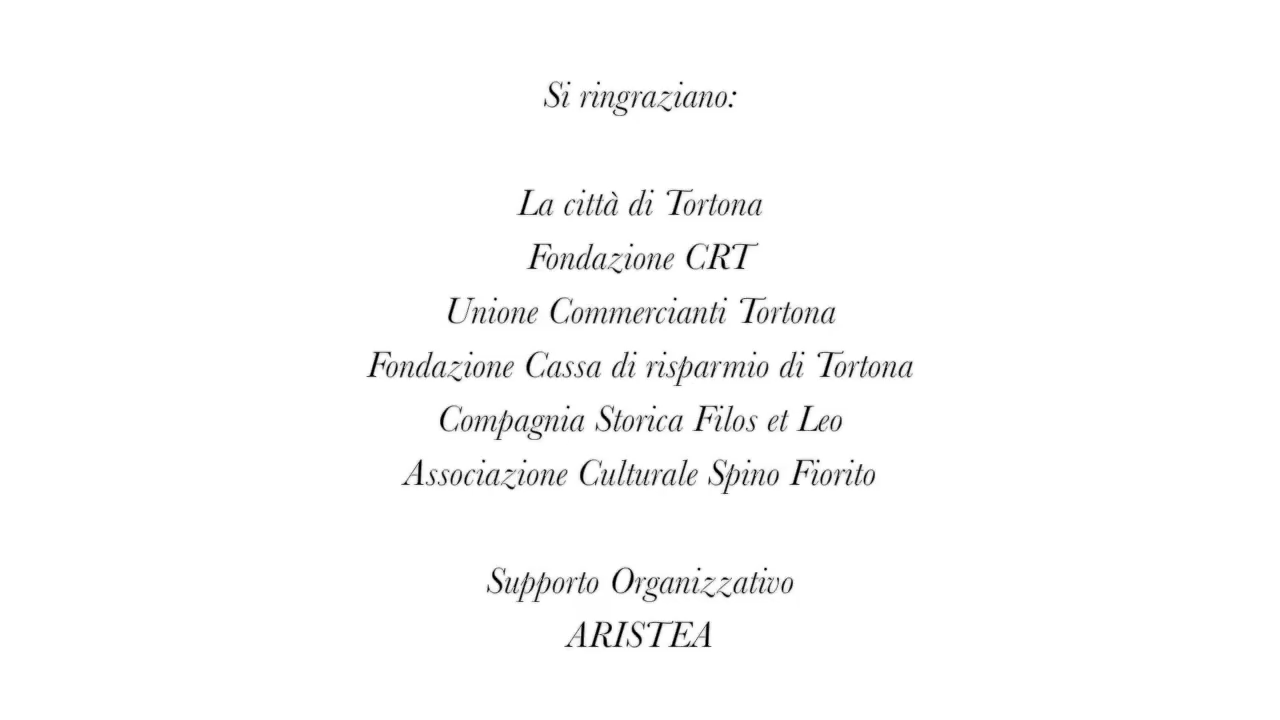 Si ringraziano:
La città di Tortona
Fondazione CRT
Unione Commercianti Tortona
Fondazione Cassa di risparmio di Tortona
Compagnia Storica Filos et Leo
Associazione Culturale Spino Fiorito
Supporto Organizzativo
ARISTEA